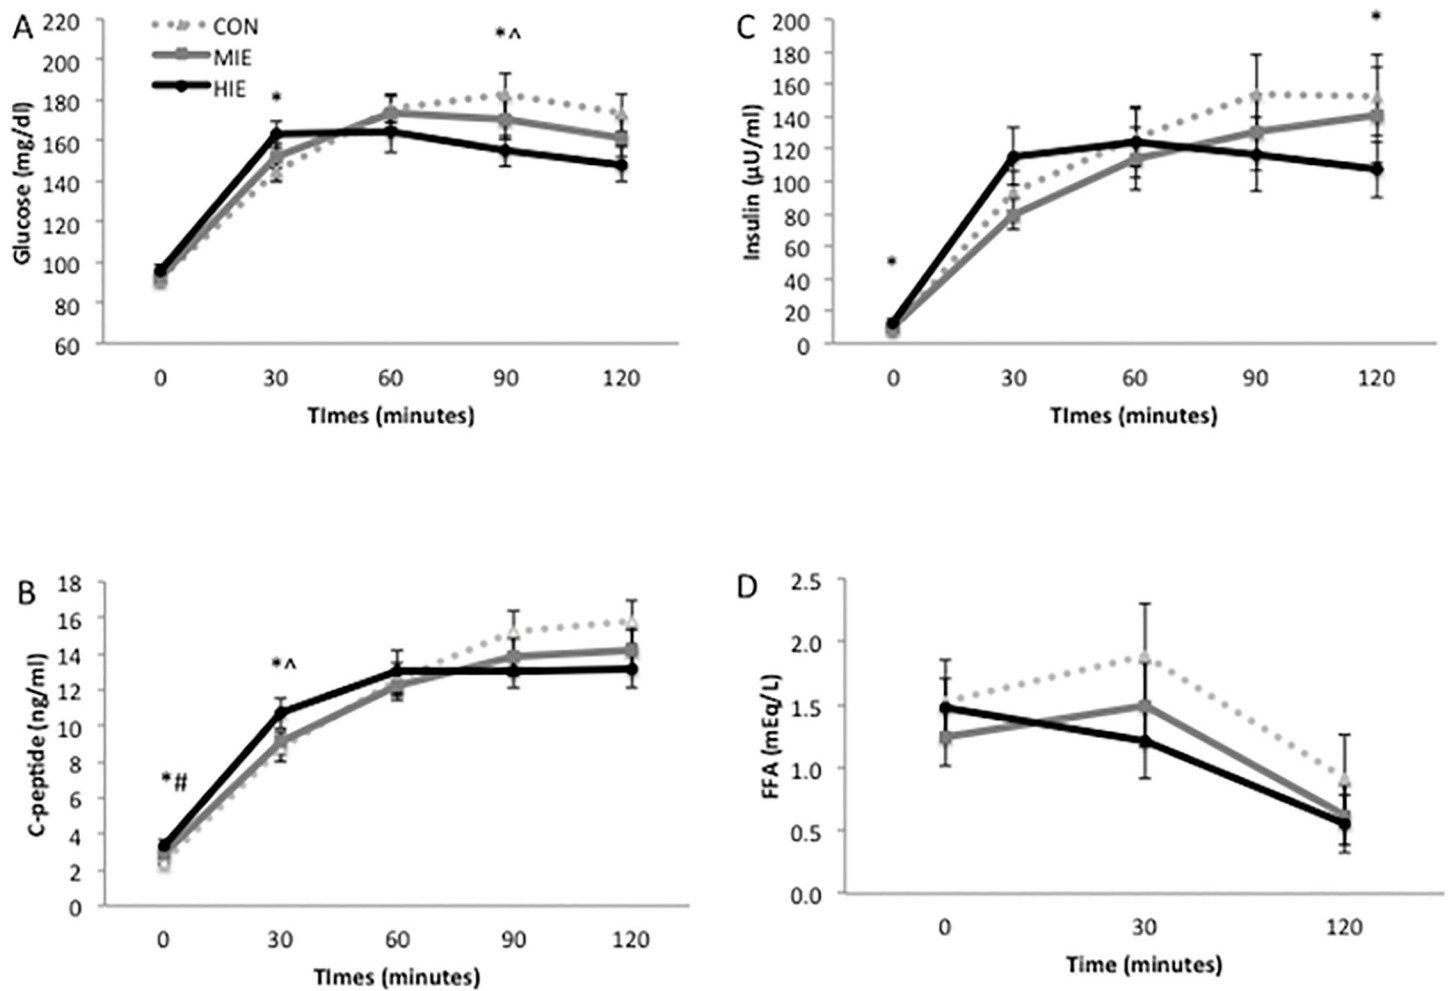 A
220
200
180
160
140
120
100
80
60
Glucose (mg/dl)
CON
MIE
HIE
*
*^
0 30 60 90 120
TImes (minutes)
C
200
180
160
140
120
100
80
60
40
20
0
Insulin (µU/ml)
*
*
0 30 60 90 120
TImes (minutes)
B
18
16
14
12
10
8
6
4
2
0
C-peptide (ng/ml)
*#
*^
0 30 60 90 120
TImes (minutes)
D
2.5
2.0
1.5
1.0
0.5
0.0
FFA (mEq/L)
0 30 120
Time (minutes)